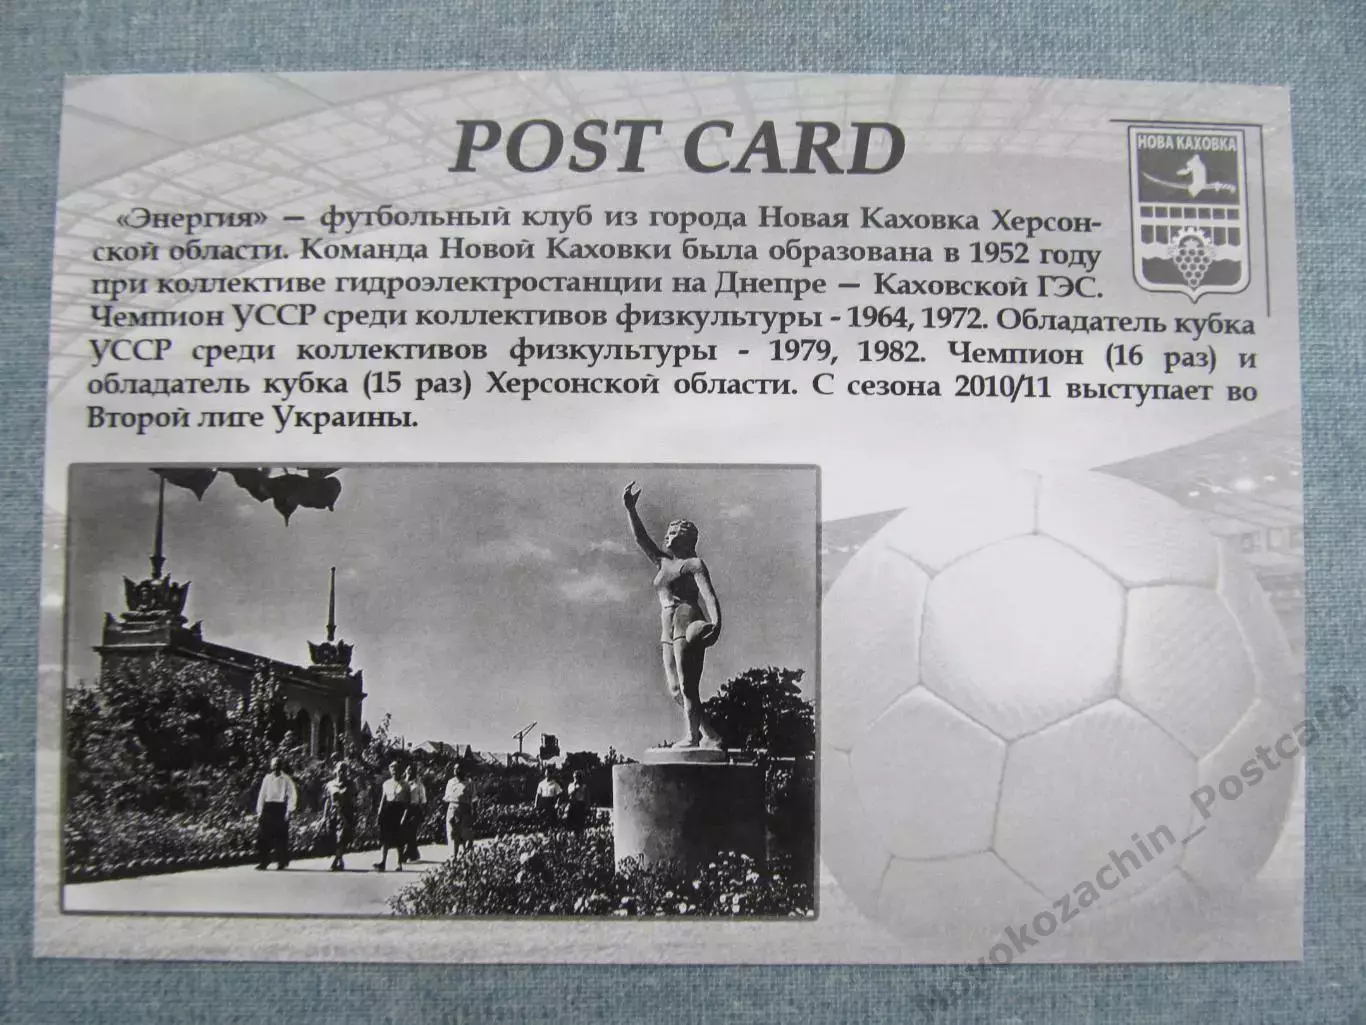 POST CARD
НОВА КАХОВКА
«Энергия» — футбольный клуб из города Новая Каховка Херсон-
ской области. Команда Новой Каховки была образована в 1952 году
при коллективе гидроэлектростанции на Днепре — Каховской ГЭС.
Чемпион УССР среди коллективов физкультуры - 1964, 1972. Обладатель кубка
УССР среди коллективов физкультуры - 1979, 1982. Чемпион (16 раз) и
обладатель кубка (15 раз) Херсонской области. С сезона 2010/11 выступает во
Второй лиге Украины.
Moyokozachin_Postcard